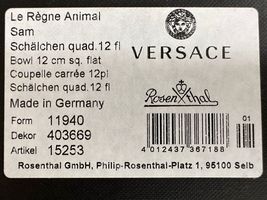 Le Règne Animal
Sam
Schälchen quad.12 fl
Bowl 12 cm sq. flat
Coupelle carrée 12pl
Schälchen quad.12 fl
Made in Germany
Form 11940
Dekor 403669
Artikel 15253
VERSACE
Rosenthal
01
4 012437 367188
Rosenthal GmbH, Philip-Rosenthal-Platz 1, 95100 Selb